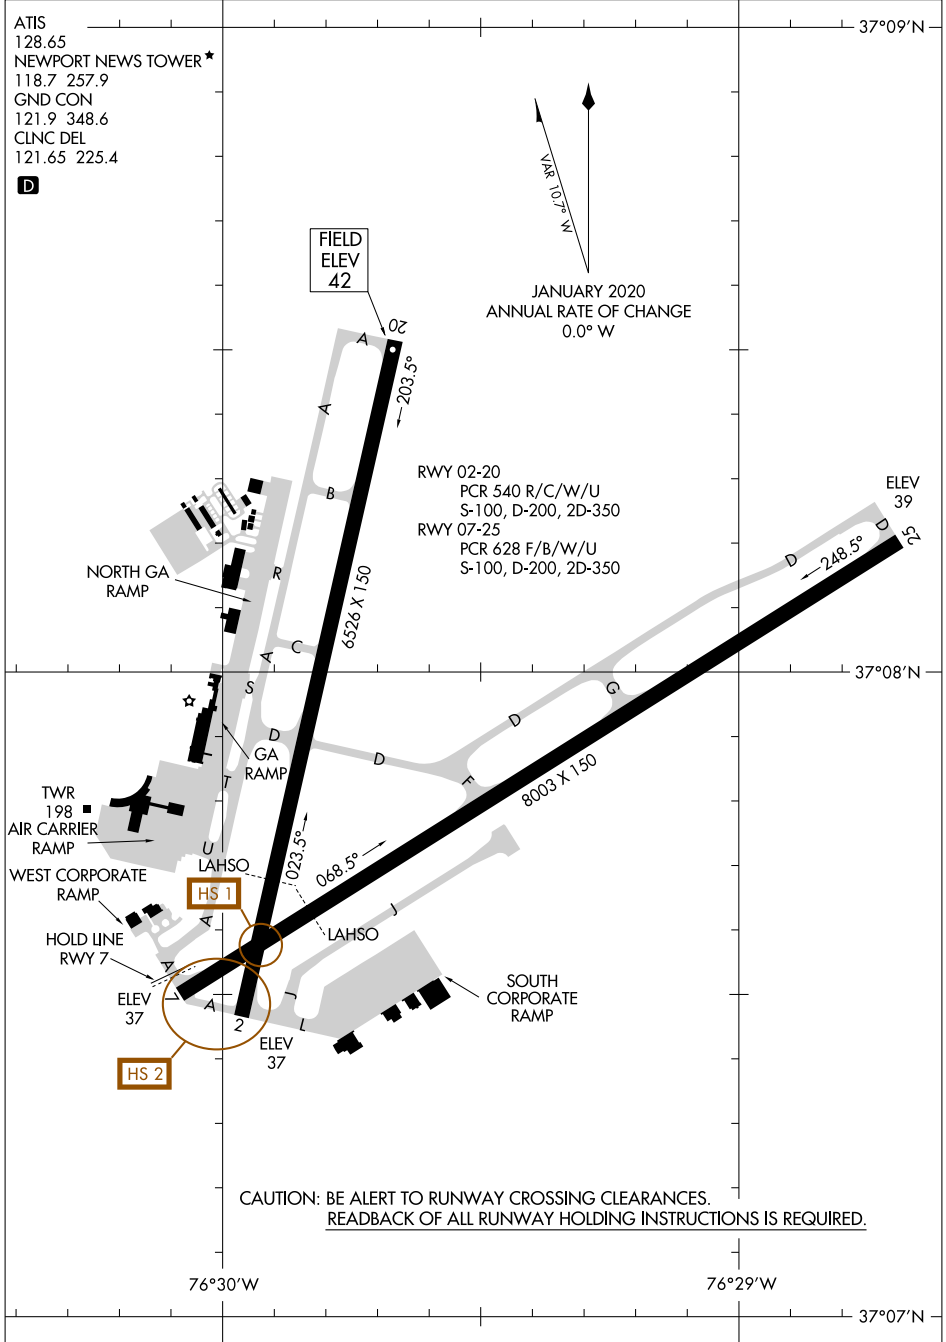 ATIS
128.65
NEWPORT NEWS TOWER★
118.7 257.9
GND CON
121.9 348.6
CLNC DEL
121.65 225.4
D
37°09'N
VAR 10.7° W
JANUARY 2020
ANNUAL RATE OF CHANGE
0.0° W
FIELD
ELEV
42
20
A
203.5°
A
B
RWY 02-20
PCR 540 R/C/W/U
S-100, D-200, 2D-350
RWY 07-25
PCR 628 F/B/W/U
S-100, D-200, 2D-350
ELEV
39
D
D
25
248.5°
D
NORTH GA
RAMP
R
6526 X 150
C
A
S
37°08'N
G
D
D
D
F
8003 X 150
GA
RAMP
T
T
TWR
198
AIR CARRIER
RAMP
U
023.5°
LAHSO
068.5°
WEST CORPORATE
RAMP
HS 1
A
J
LAHSO
HOLD LINE
RWY 7
A
7
A
ELEV
37
2
J
L
ELEV
37
SOUTH
CORPORATE
RAMP
HS 2
CAUTION: BE ALERT TO RUNWAY CROSSING CLEARANCES.
READBACK OF ALL RUNWAY HOLDING INSTRUCTIONS IS REQUIRED.
76°30'W
76°29'W
37°07'N